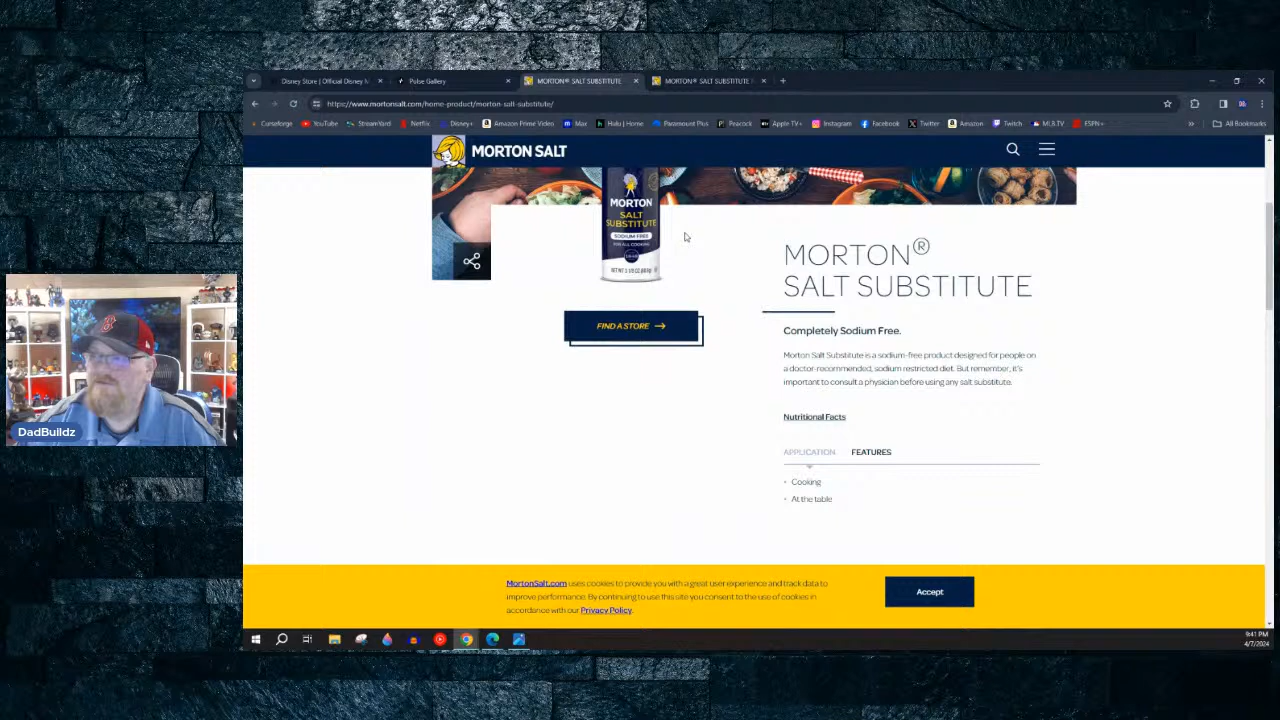 Disney Store | Official Disney M
Pulse Gallery
MORTON® SALT SUBSTITUTE
MORTON® SALT SUBSTITUTE
https://www.mortonsalt.com/home-product/morton-salt-substitute/
Curseforge
YouTube
StreamYard
Netflix
Disney+
Amazon Prime Video
Max
Hulu | Home
Paramount Plus
Peacock
Apple TV+
Instagram
Facebook
Twitter
Amazon
Twitch
MLB.TV
ESPN+
All Bookmarks
MORTON SALT
MORTON
SALT
SUBSTITUTE
SODIUM-FREE
FOR ALL COOKING
MORTON®
SALT SUBSTITUTE
FIND A STORE
Completely Sodium Free.
Morton Salt Substitute is a sodium-free product designed for people on
a doctor-recommended, sodium restricted diet. But remember, it's
important to consult a physician before using any salt substitute.
Nutritional Facts
APPLICATION FEATURES
Cooking
At the table
DadBuildz
MortonSalt.com uses cookies to provide you with a great user experience and track data to
improve performance. By continuing to use this site you consent to the use of cookies in
accordance with our Privacy Policy.
Accept
9:41 PM
4/7/2024